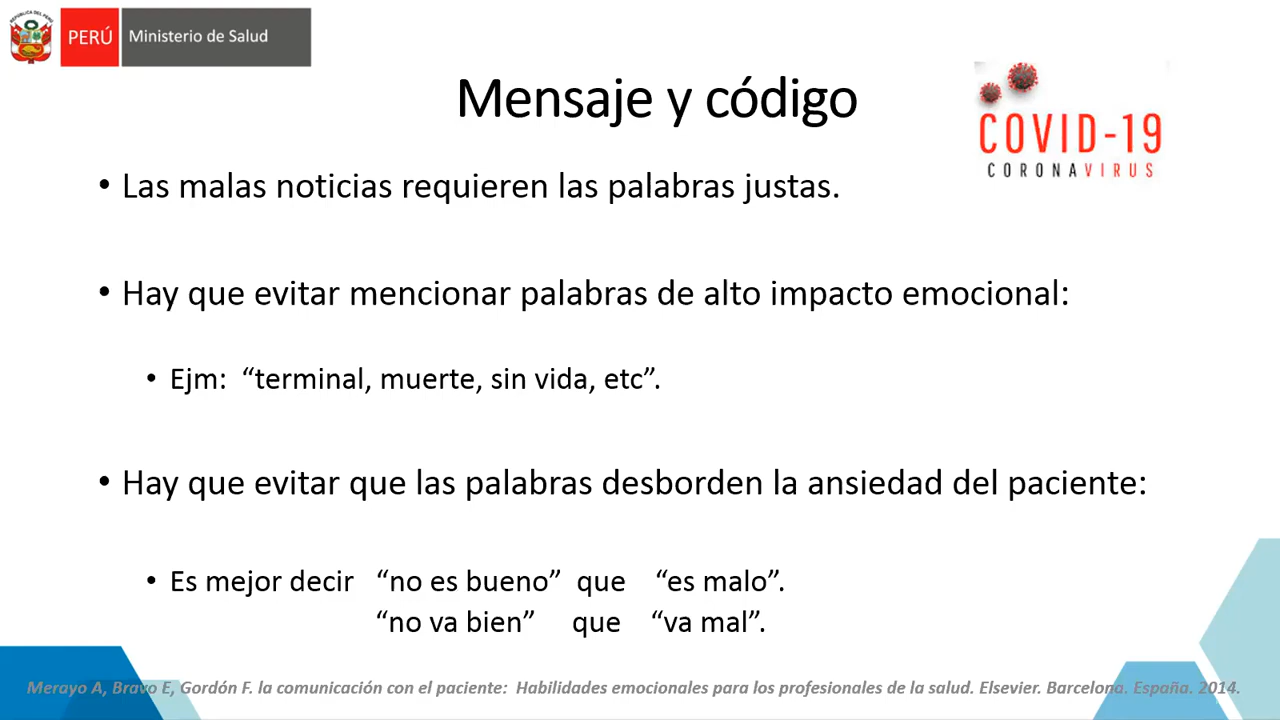 PERÚ Ministerio de Salud
Mensaje y código
COVID-19
CORONAVIRUS
• Las malas noticias requieren las palabras justas.
• Hay que evitar mencionar palabras de alto impacto emocional:
• Ejm: “terminal, muerte, sin vida, etc”.
• Hay que evitar que las palabras desborden la ansiedad del paciente:
• Es mejor decir “no es bueno” que “es malo”.
“no va bien” que “va mal”.
Merayo A, Bravo E, Gordón F. la comunicación con el paciente: Habilidades emocionales para los profesionales de la salud. Elsevier. Barcelona. España. 2014.